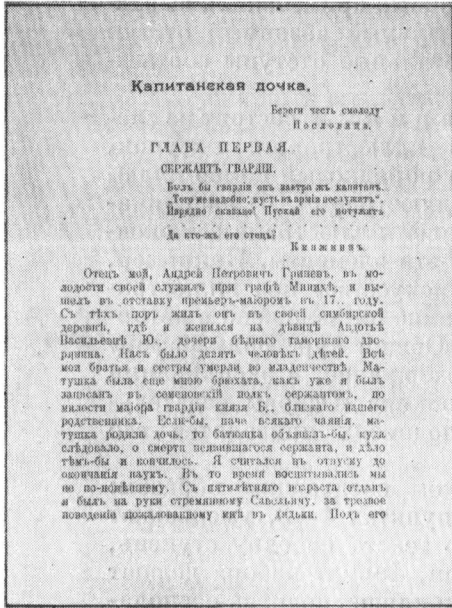 Капитанская дочка.
Береги честь смолоду
Пословица.
ГЛАВА ПЕРВАЯ.
СЕРЖАНТЪ ГВАРДІИ.
Былъ бы гвардіи онъ завтра жъ капитанъ.
„Того не надобно; пусть въ арміи послужитъ“.
Изрядно сказано! Пускай его потужитъ
Да кто-жъ его отецъ?
Княжнинъ.
Отецъ мой, Андрей Петровичъ Гриневъ, въ мо-
лодости своей служилъ при графѣ Минихѣ, и вы-
шелъ въ отставку премьеръ-маіоромъ въ 17.. году.
Съ тѣхъ поръ жилъ онъ въ своей симбирской
деревнѣ, гдѣ и женился на дѣвицѣ Авдотьѣ
Васильевнѣ Ю., дочери бѣднаго тамошняго дво-
рянина. Насъ было девять человѣкъ дѣтей. Всѣ
мои братья и сестры умерли во младенчествѣ. Ма-
тушка была еще мною брюхата, какъ уже я былъ
записанъ въ семеновскій полкъ сержантомъ, по
милости маіора гвардіи князя Б., близкаго нашего
родственника. Если-бы, паче всякаго чаянія, ма-
тушка родила дочь, то батюшка объявилъ-бы, куда
слѣдовало, о смерти неявившагося сержанта, и дѣло
тѣмъ-бы и кончилось. Я считался въ отпуску до
окончанія наукъ. Въ то время воспитывались мы
не по-нонѣшнему. Съ пятилѣтняго возраста отданъ
я былъ на руки стремянному Савельичу, за трезвое
поведеніе пожалованному мнѣ въ дядьки. Подъ его